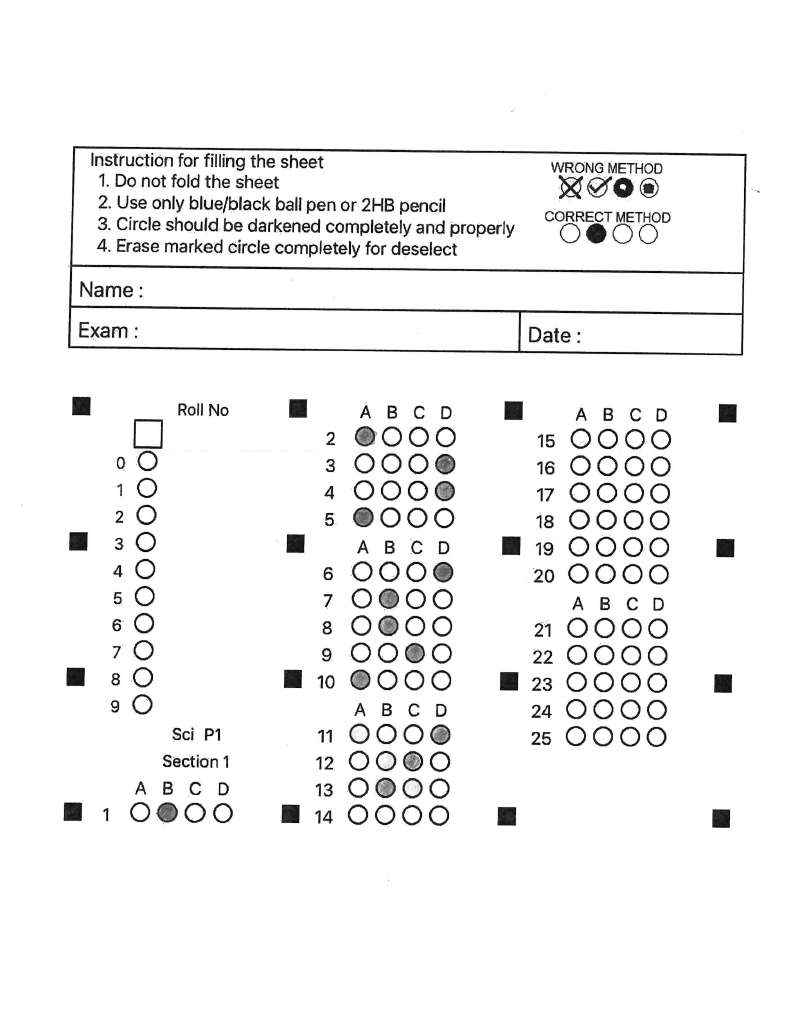 Instruction for filling the sheet
1. Do not fold the sheet
2. Use only blue/black ball pen or 2HB pencil
3. Circle should be darkened completely and properly
4. Erase marked circle completely for deselect
WRONG METHOD
CORRECT METHOD
Name :
Exam :
Date :
Roll No
0
1
2
3
4
5
6
7
8
9
Sci P1
Section 1
A B C D
1
A B C D
2
3
4
5
A B C D
6
7
8
9
10
A B C D
11
12
13
14
A B C D
15
16
17
18
19
20
A B C D
21
22
23
24
25